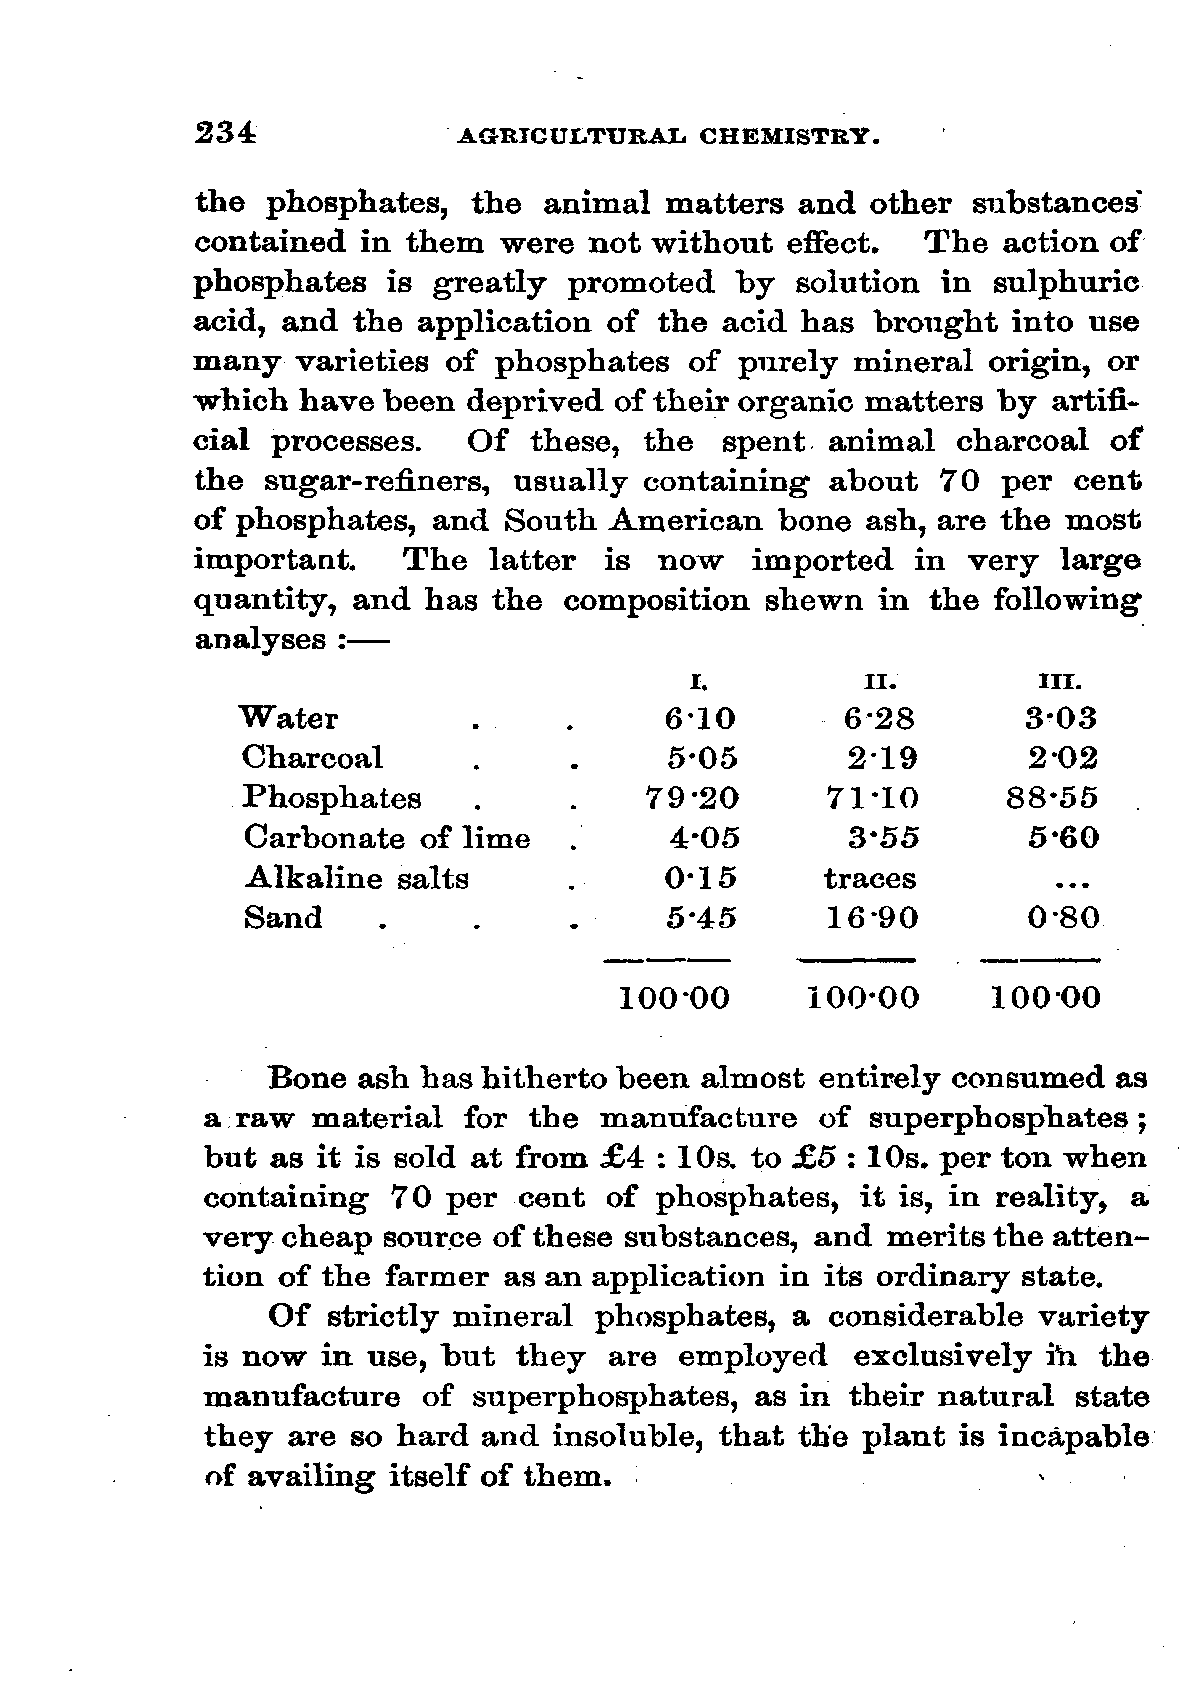 234 AGRICULTURAL CHEMISTRY.
the phosphates, the animal matters and other substances
contained in them were not without effect. The action of
phosphates is greatly promoted by solution in sulphuric
acid, and the application of the acid has brought into use
many varieties of phosphates of purely mineral origin, or
which have been deprived of their organic matters by artifi-
cial processes. Of these, the spent animal charcoal of
the sugar-refiners, usually containing about 70 per cent
of phosphates, and South American bone ash, are the most
important. The latter is now imported in very large
quantity, and has the composition shewn in the following
analyses :—
I. II. III.
Water . . 6·10 6·28 3·03
Charcoal . . 5·05 2·19 2·02
Phosphates . . 79·20 71·10 88·55
Carbonate of lime . 4·05 3·55 5·60
Alkaline salts . 0·15 traces ...
Sand . . . 5·45 16·90 0·80
100·00 100·00 100·00
Bone ash has hitherto been almost entirely consumed as
a raw material for the manufacture of superphosphates ;
but as it is sold at from £4 : 10s. to £5 : 10s. per ton when
containing 70 per cent of phosphates, it is, in reality, a
very cheap source of these substances, and merits the atten-
tion of the farmer as an application in its ordinary state.
Of strictly mineral phosphates, a considerable variety
is now in use, but they are employed exclusively in the
manufacture of superphosphates, as in their natural state
they are so hard and insoluble, that the plant is incapable
of availing itself of them.